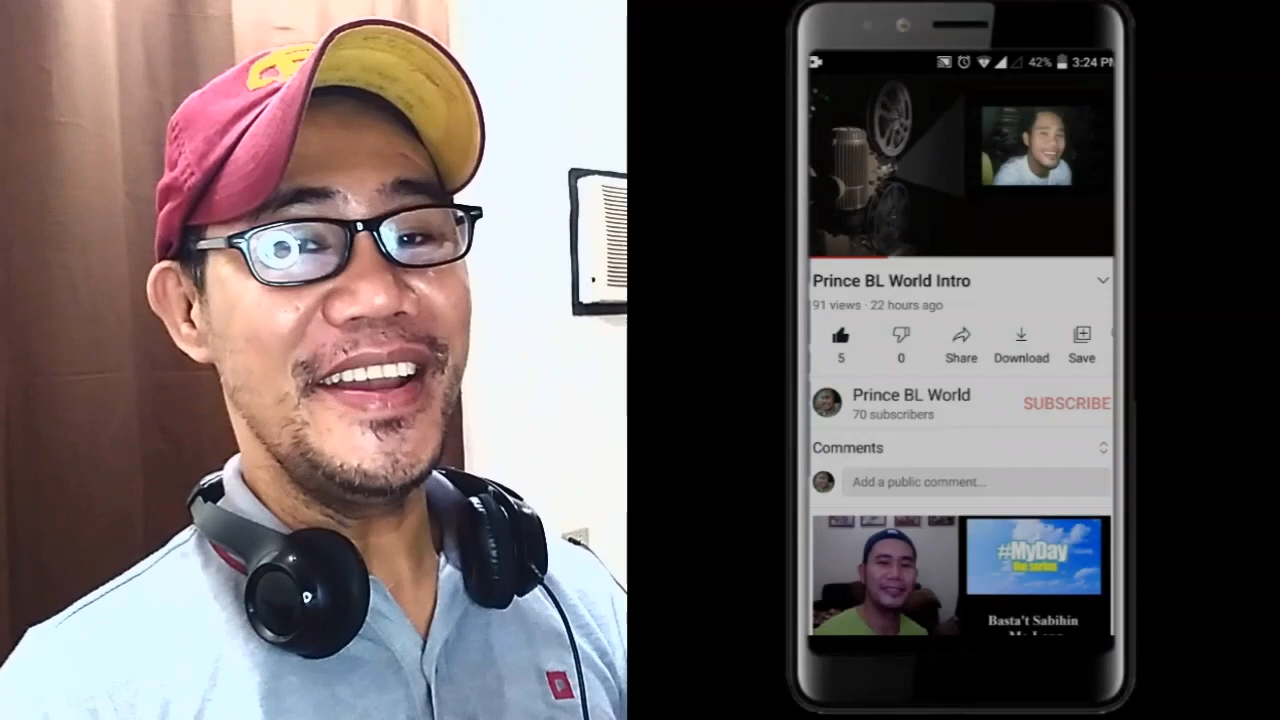 42% 3:24 PM
Prince BL World Intro
91 views · 22 hours ago
5
0
Share
Download
Save
Prince BL World
70 subscribers
SUBSCRIBE
Comments
Add a public comment...
#MyDay
the series
Basta't Sabihin